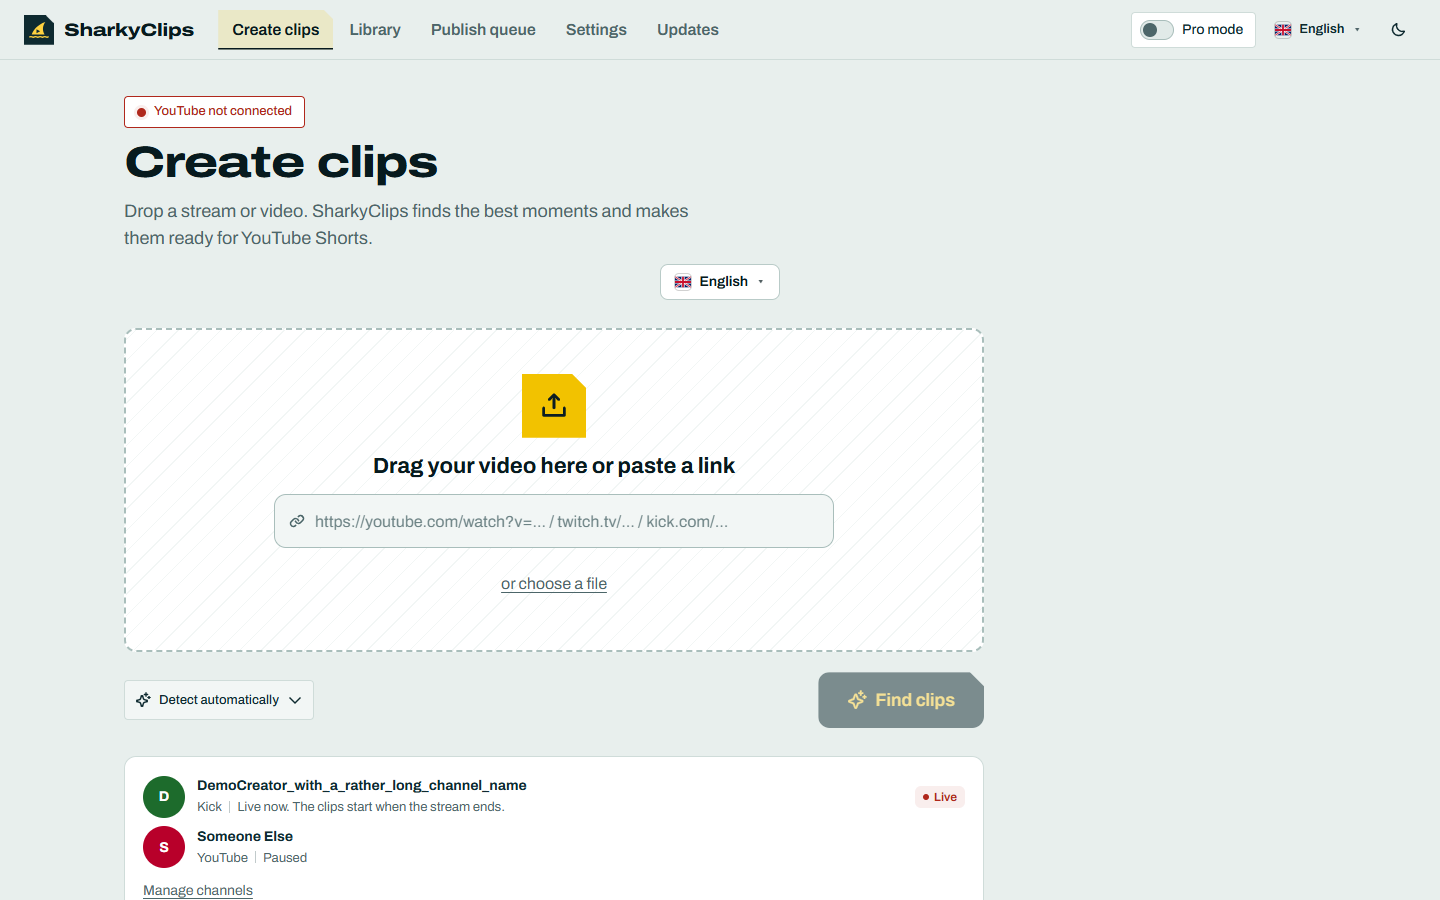 SharkyClips
Create clips
Library
Publish queue
Settings
Updates
Pro mode
English
YouTube not connected
Create clips
Drop a stream or video. SharkyClips finds the best moments and makes
them ready for YouTube Shorts.
English
Drag your video here or paste a link
https://youtube.com/watch?v=... / twitch.tv/... / kick.com/...
or choose a file
Detect automatically
Find clips
D
DemoCreator_with_a_rather_long_channel_name
Kick
Live now. The clips start when the stream ends.
Live
S
Someone Else
YouTube
Paused
Manage channels